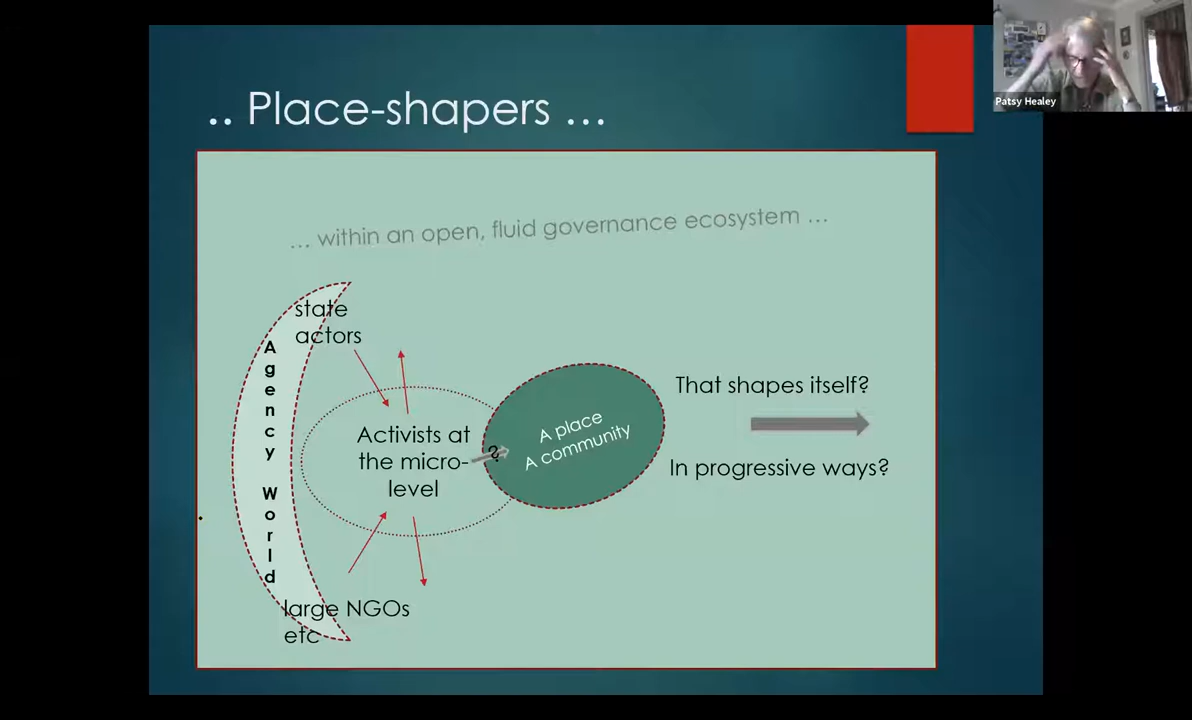 .. Place-shapers ...
Patsy Healey
... within an open, fluid governance ecosystem ...
state
actors
Agency World
Activists at
the micro-
level
?
A place
A community
That shapes itself?
In progressive ways?
large NGOs
etc